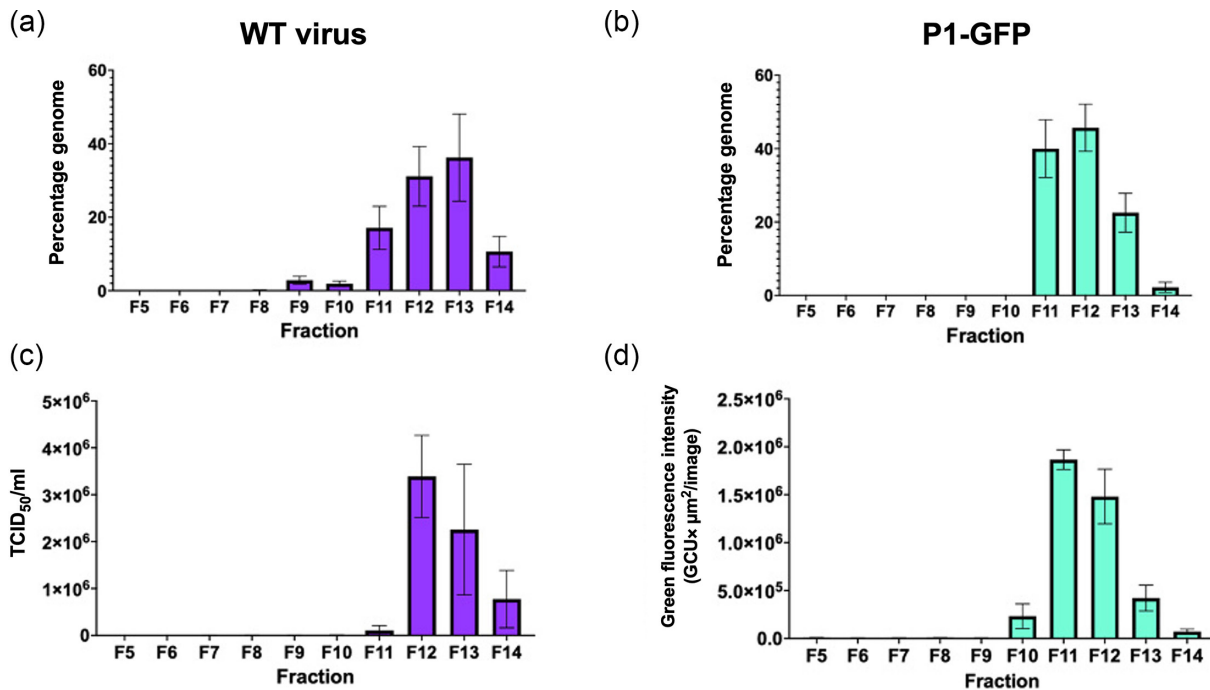 (a)
WT virus
Percentage genome
60
40
20
0
F5 F6 F7 F8 F9 F10 F11 F12 F13 F14
Fraction
(b)
P1-GFP
Percentage genome
60
40
20
0
F5 F6 F7 F8 F9 F10 F11 F12 F13 F14
Fraction
(c)
TCID50/ml
5×10⁶
4×10⁶
3×10⁶
2×10⁶
1×10⁶
0
F5 F6 F7 F8 F9 F10 F11 F12 F13 F14
Fraction
(d)
Green fluorescence intensity
(GCU× µm²/image)
2.5×10⁶
2.0×10⁶
1.5×10⁶
1.0×10⁶
5.0×10⁵
0.0
F5 F6 F7 F8 F9 F10 F11 F12 F13 F14
Fraction